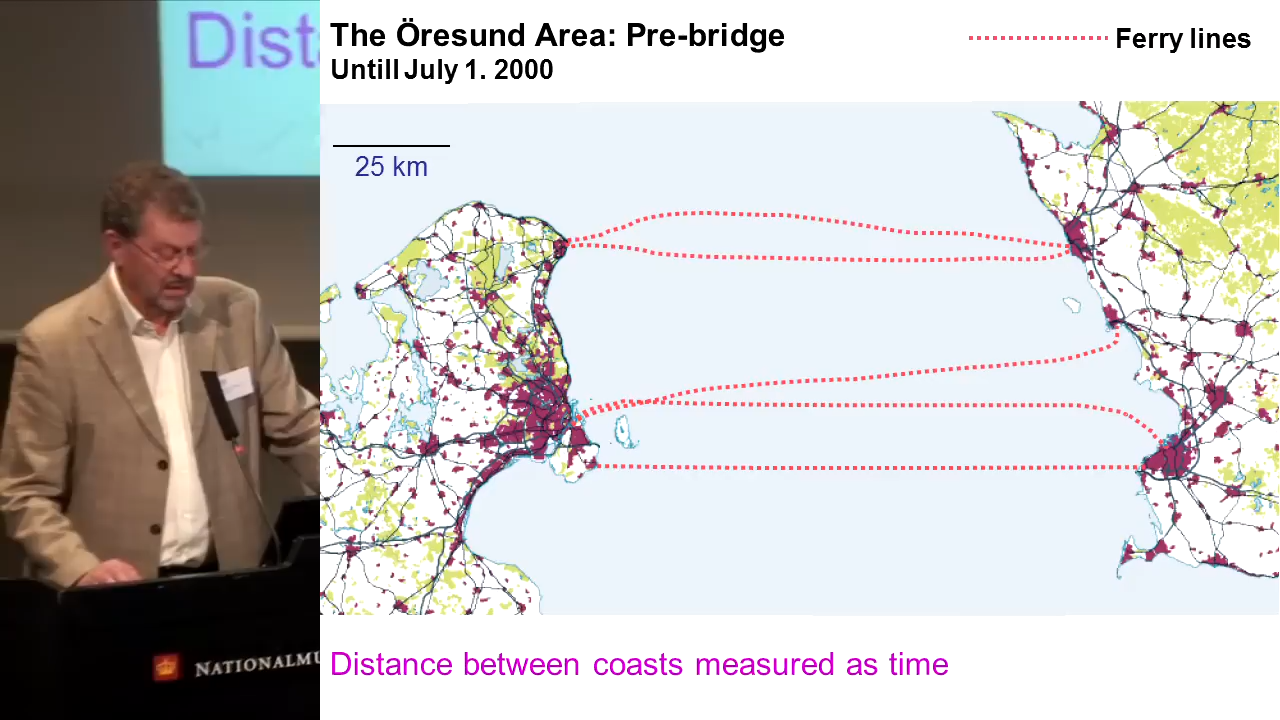 Dist
The Öresund Area: Pre-bridge
Untill July 1. 2000
Ferry lines
25 km
NATIONALMU
Distance between coasts measured as time